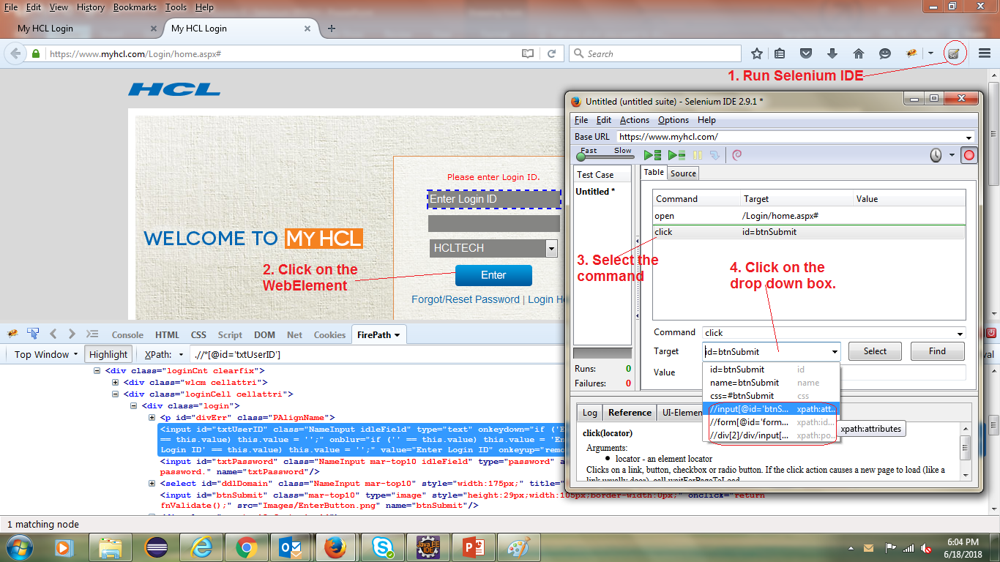 File Edit View History Bookmarks Tools Help
My HCL Login
My HCL Login
https://www.myhcl.com/Login/home.aspx#
Search
1. Run Selenium IDE
HCL
WELCOME TO MY HCL
Please enter Login ID.
Enter Login ID
HCLTECH
Enter
Forgot/Reset Password | Login
2. Click on the
WebElement
Untitled (untitled suite) - Selenium IDE 2.9.1 *
File Edit Actions Options Help
Base URL https://www.myhcl.com/
Fast Slow
Test Case
Untitled *
Runs: 0
Failures: 0
Table Source
Command Target Value
open /Login/home.aspx#
click id=btnSubmit
3. Select the
command
4. Click on the
drop down box.
Command click
Target id=btnSubmit Select Find
Value
id=btnSubmit id
name=btnSubmit name
css=#btnSubmit css
//input[@id='btnS... xpath:att...
//form[@id='form... xpath:id...
//div[2]/div/input[... xpath:po...
xpath:attributes
Log Reference UI-Elemen
click(locator)
Arguments:
• locator - an element locator
Clicks on a link, button, checkbox or radio button. If the click action causes a new page to load (like a
link usually does), call waitForPageToLoad.
Console HTML CSS Script DOM Net Cookies FirePath
Top Window Highlight XPath: .//*[@id='txtUserID']
<div class="loginCnt clearfix">
<div class="wlcm cellattri">
<div class="loginCell cellattri">
<div class="login">
<p id="divErr" class="PAlignName">
<input id="txtUserID" class="NameInput idleField" type="text" onkeydown="if ('E
== this.value) this.value = '';" onblur="if ('' == this.value) this.value = 'En
Login ID' == this.value) this.value = '';" value="Enter Login ID" onkeyup="remo
<input id="txtPassword" class="NameInput mar-top10 idleField" type="password" a
password." name="txtPassword"/>
<select id="ddlDomain" class="NameInput mar-top10" style="width:175px;" title="
<input id="btnSubmit" class="mar-top10" type="image" style="height:29px;width:105px;border-width:0px;" onclick="return
fnValidate();" src="Images/EnterButton.png" name="btnSubmit"/>
1 matching node
Java EE
IDE
6:04 PM
6/18/2018